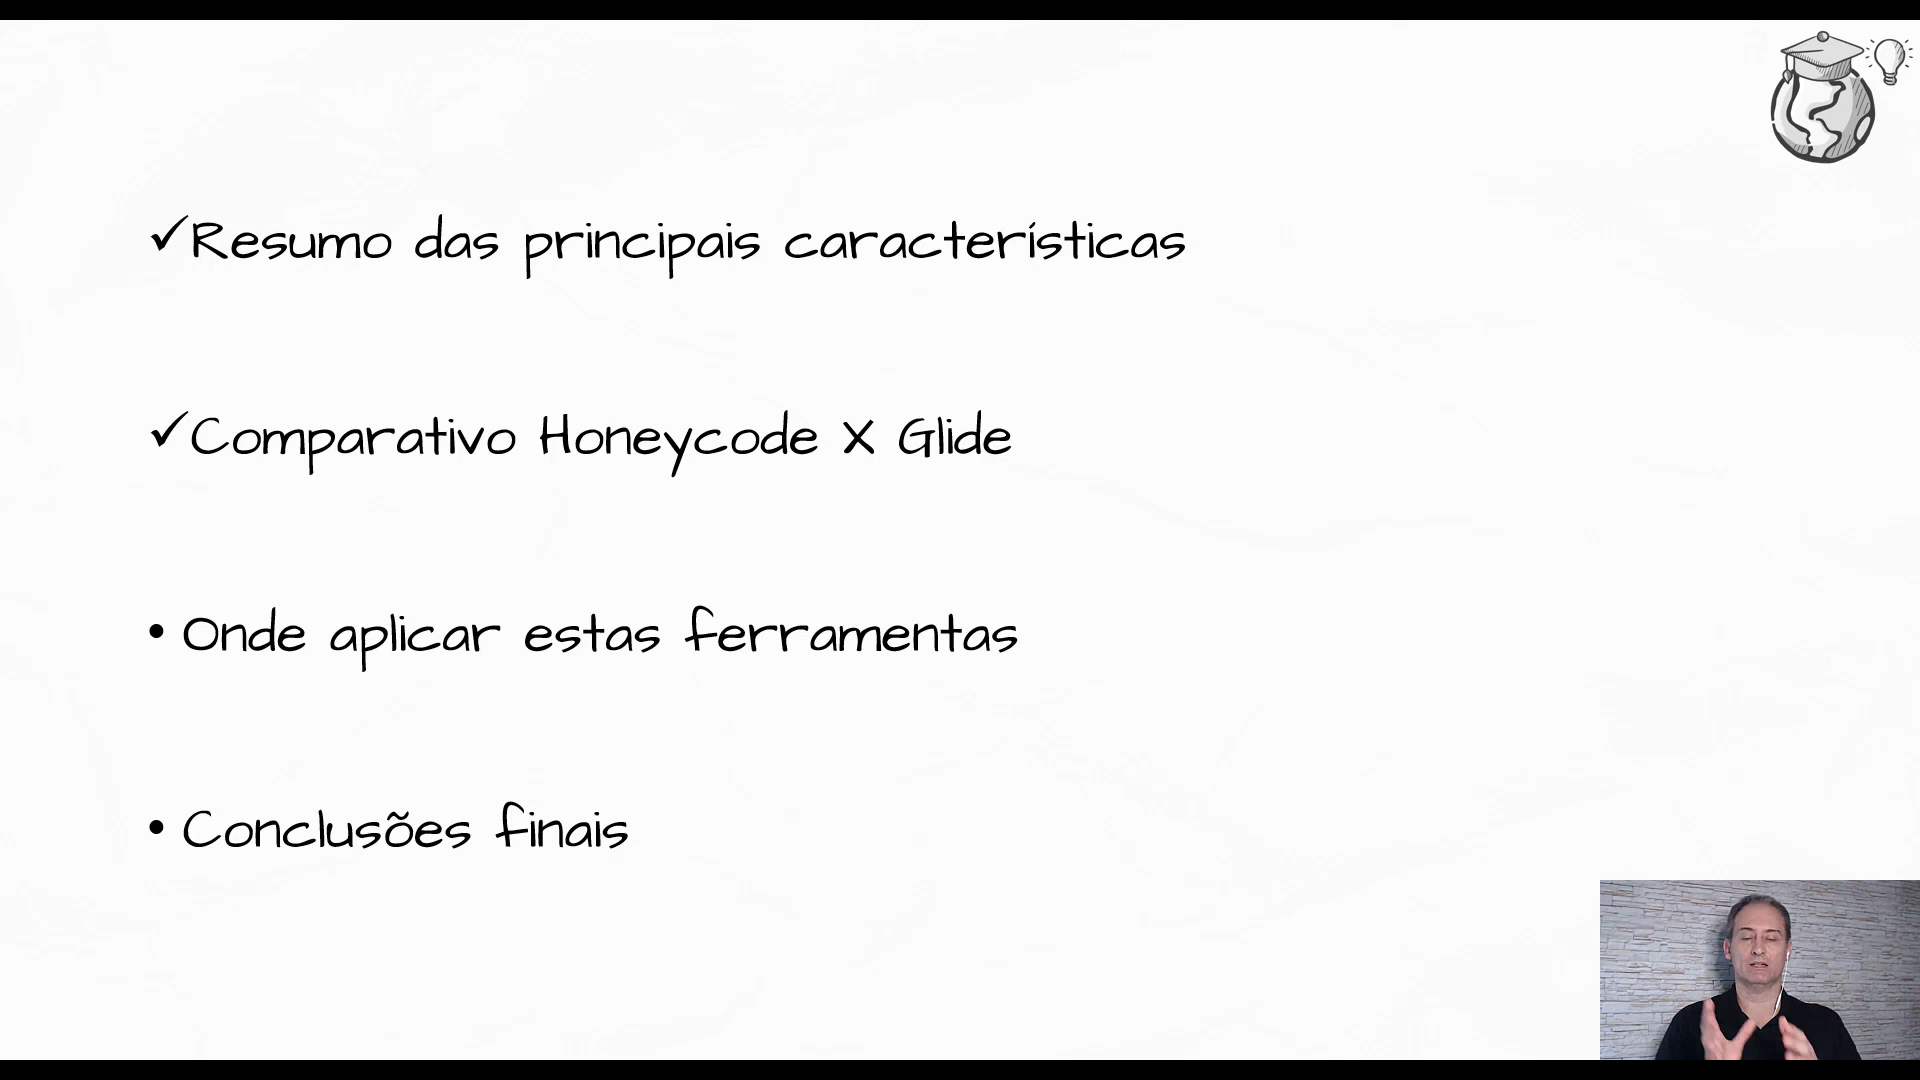 ✓Resumo das principais características
✓Comparativo Honeycode X Glide
• Onde aplicar estas ferramentas
• Conclusões finais